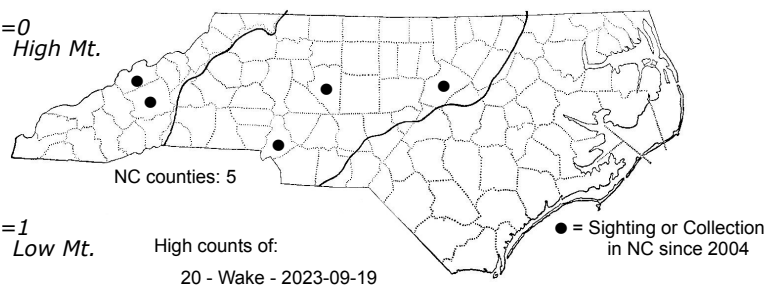 =0
High Mt.
NC counties: 5
=1
Low Mt.
High counts of:
20 - Wake - 2023-09-19
● = Sighting or Collection
in NC since 2004